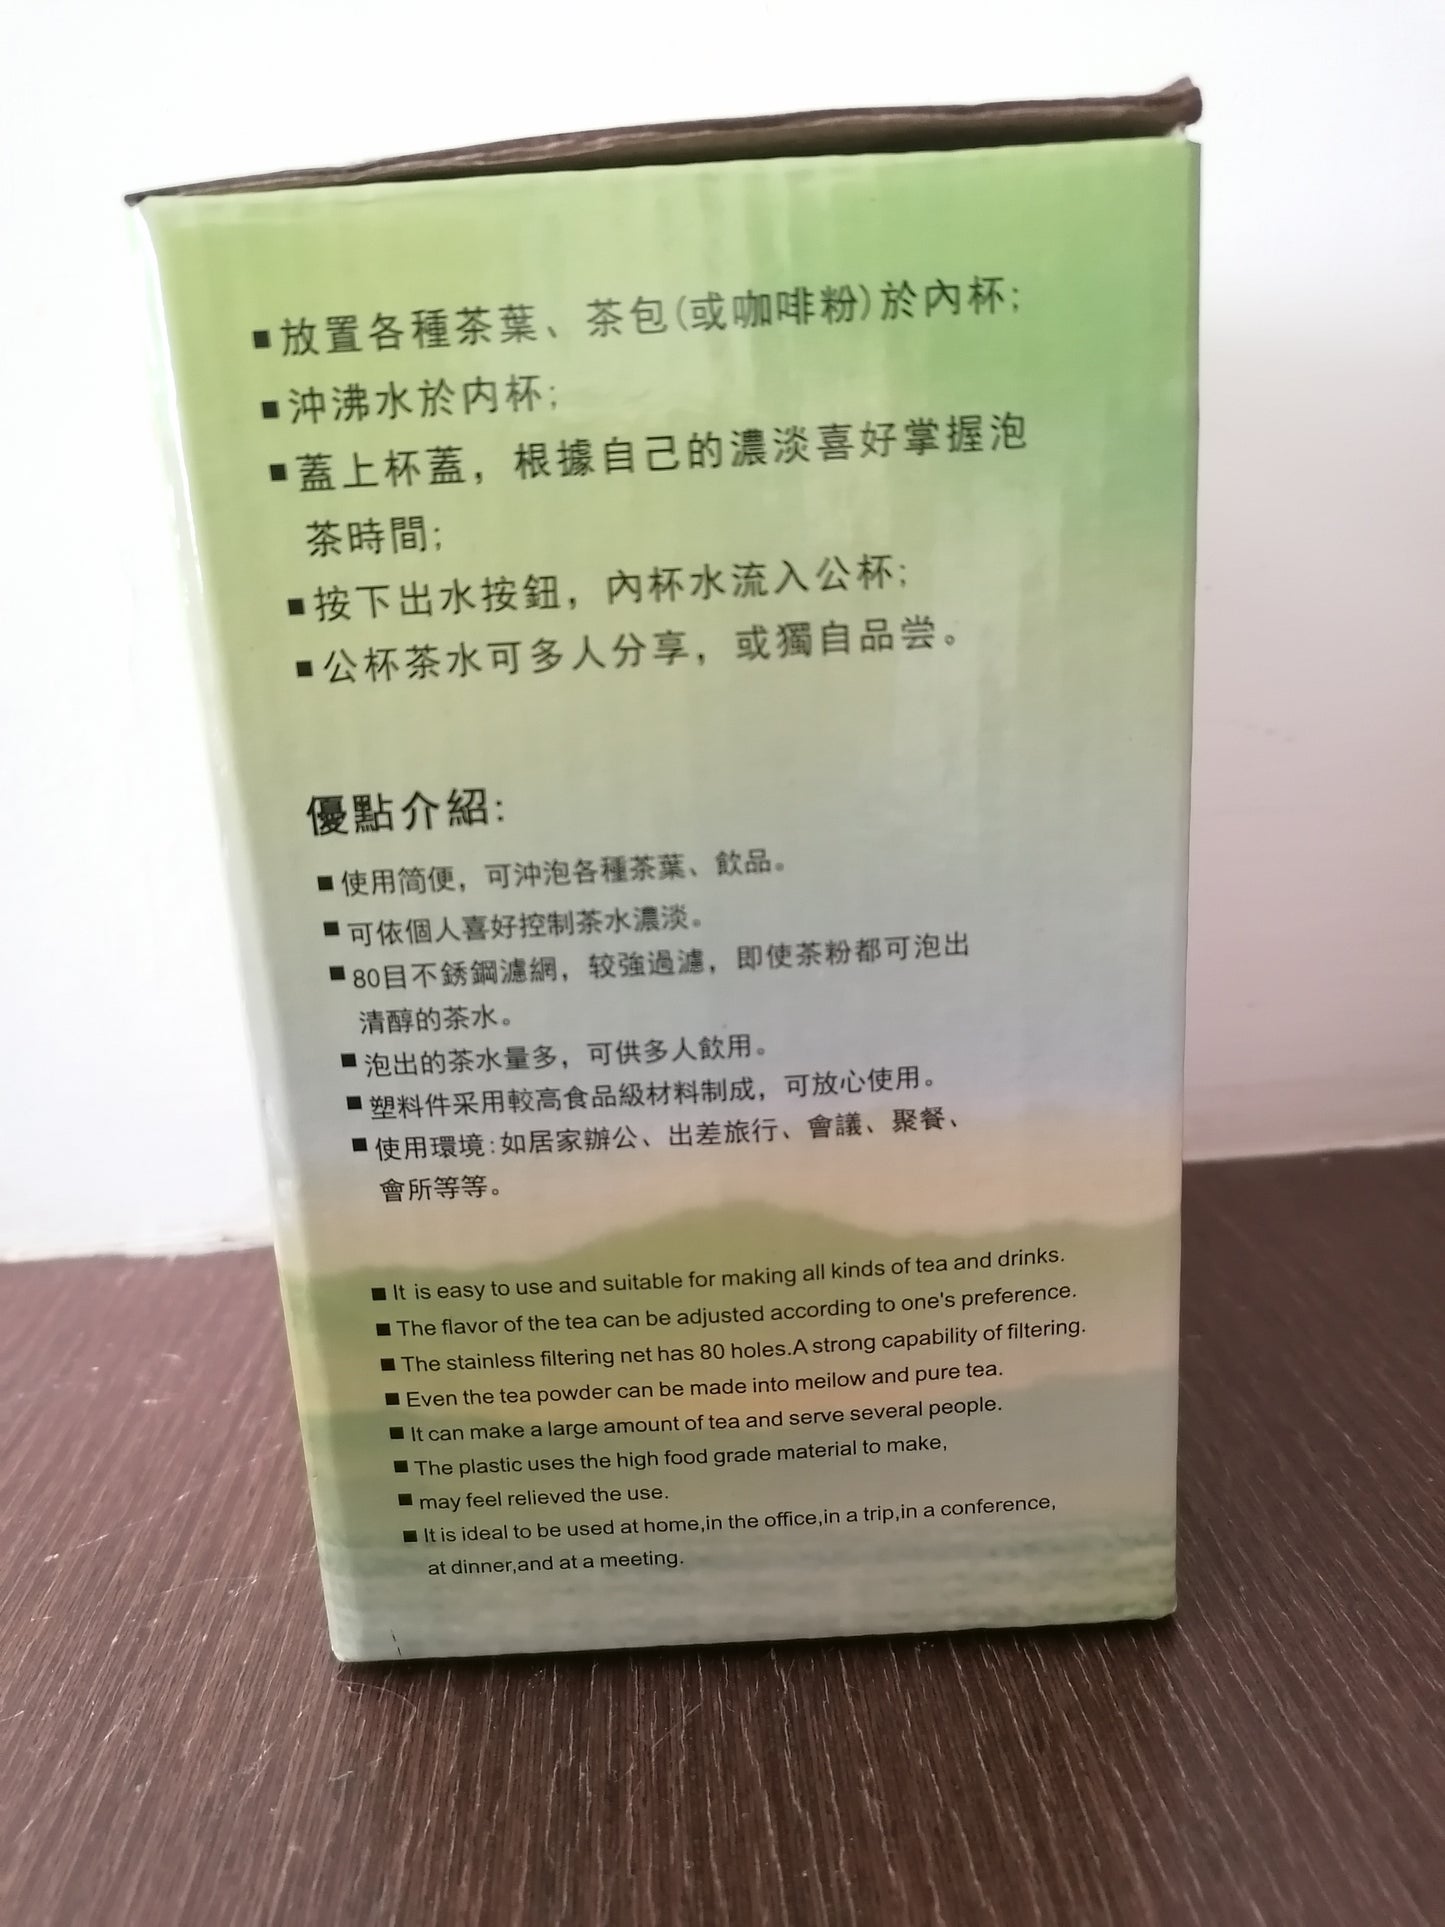 ■放置各種茶葉、茶包(或咖啡粉)於內杯;
■沖沸水於内杯;
■蓋上杯蓋，根據自己的濃淡喜好掌握泡
茶時間;
■按下出水按鈕，內杯水流入公杯;
■公杯茶水可多人分享，或獨自品尝。
優點介紹:
■使用简便，可沖泡各種茶葉、飲品。
■可依個人喜好控制茶水濃淡。
■80目不銹鋼濾網，较強過濾，即使茶粉都可泡出
清醇的茶水。
■泡出的茶水量多，可供多人飲用。
■塑料件采用較高食品級材料制成，可放心使用。
■使用環境:如居家辦公、出差旅行、會議、聚餐、
會所等等。
■It is easy to use and suitable for making all kinds of tea and drinks.
■The flavor of the tea can be adjusted according to one's preference.
■The stainless filtering net has 80 holes.A strong capability of filtering.
■Even the tea powder can be made into meilow and pure tea.
■It can make a large amount of tea and serve several people.
■The plastic uses the high food grade material to make,
■may feel relieved the use.
■It is ideal to be used at home,in the office,in a trip,in a conference,
at dinner,and at a meeting.